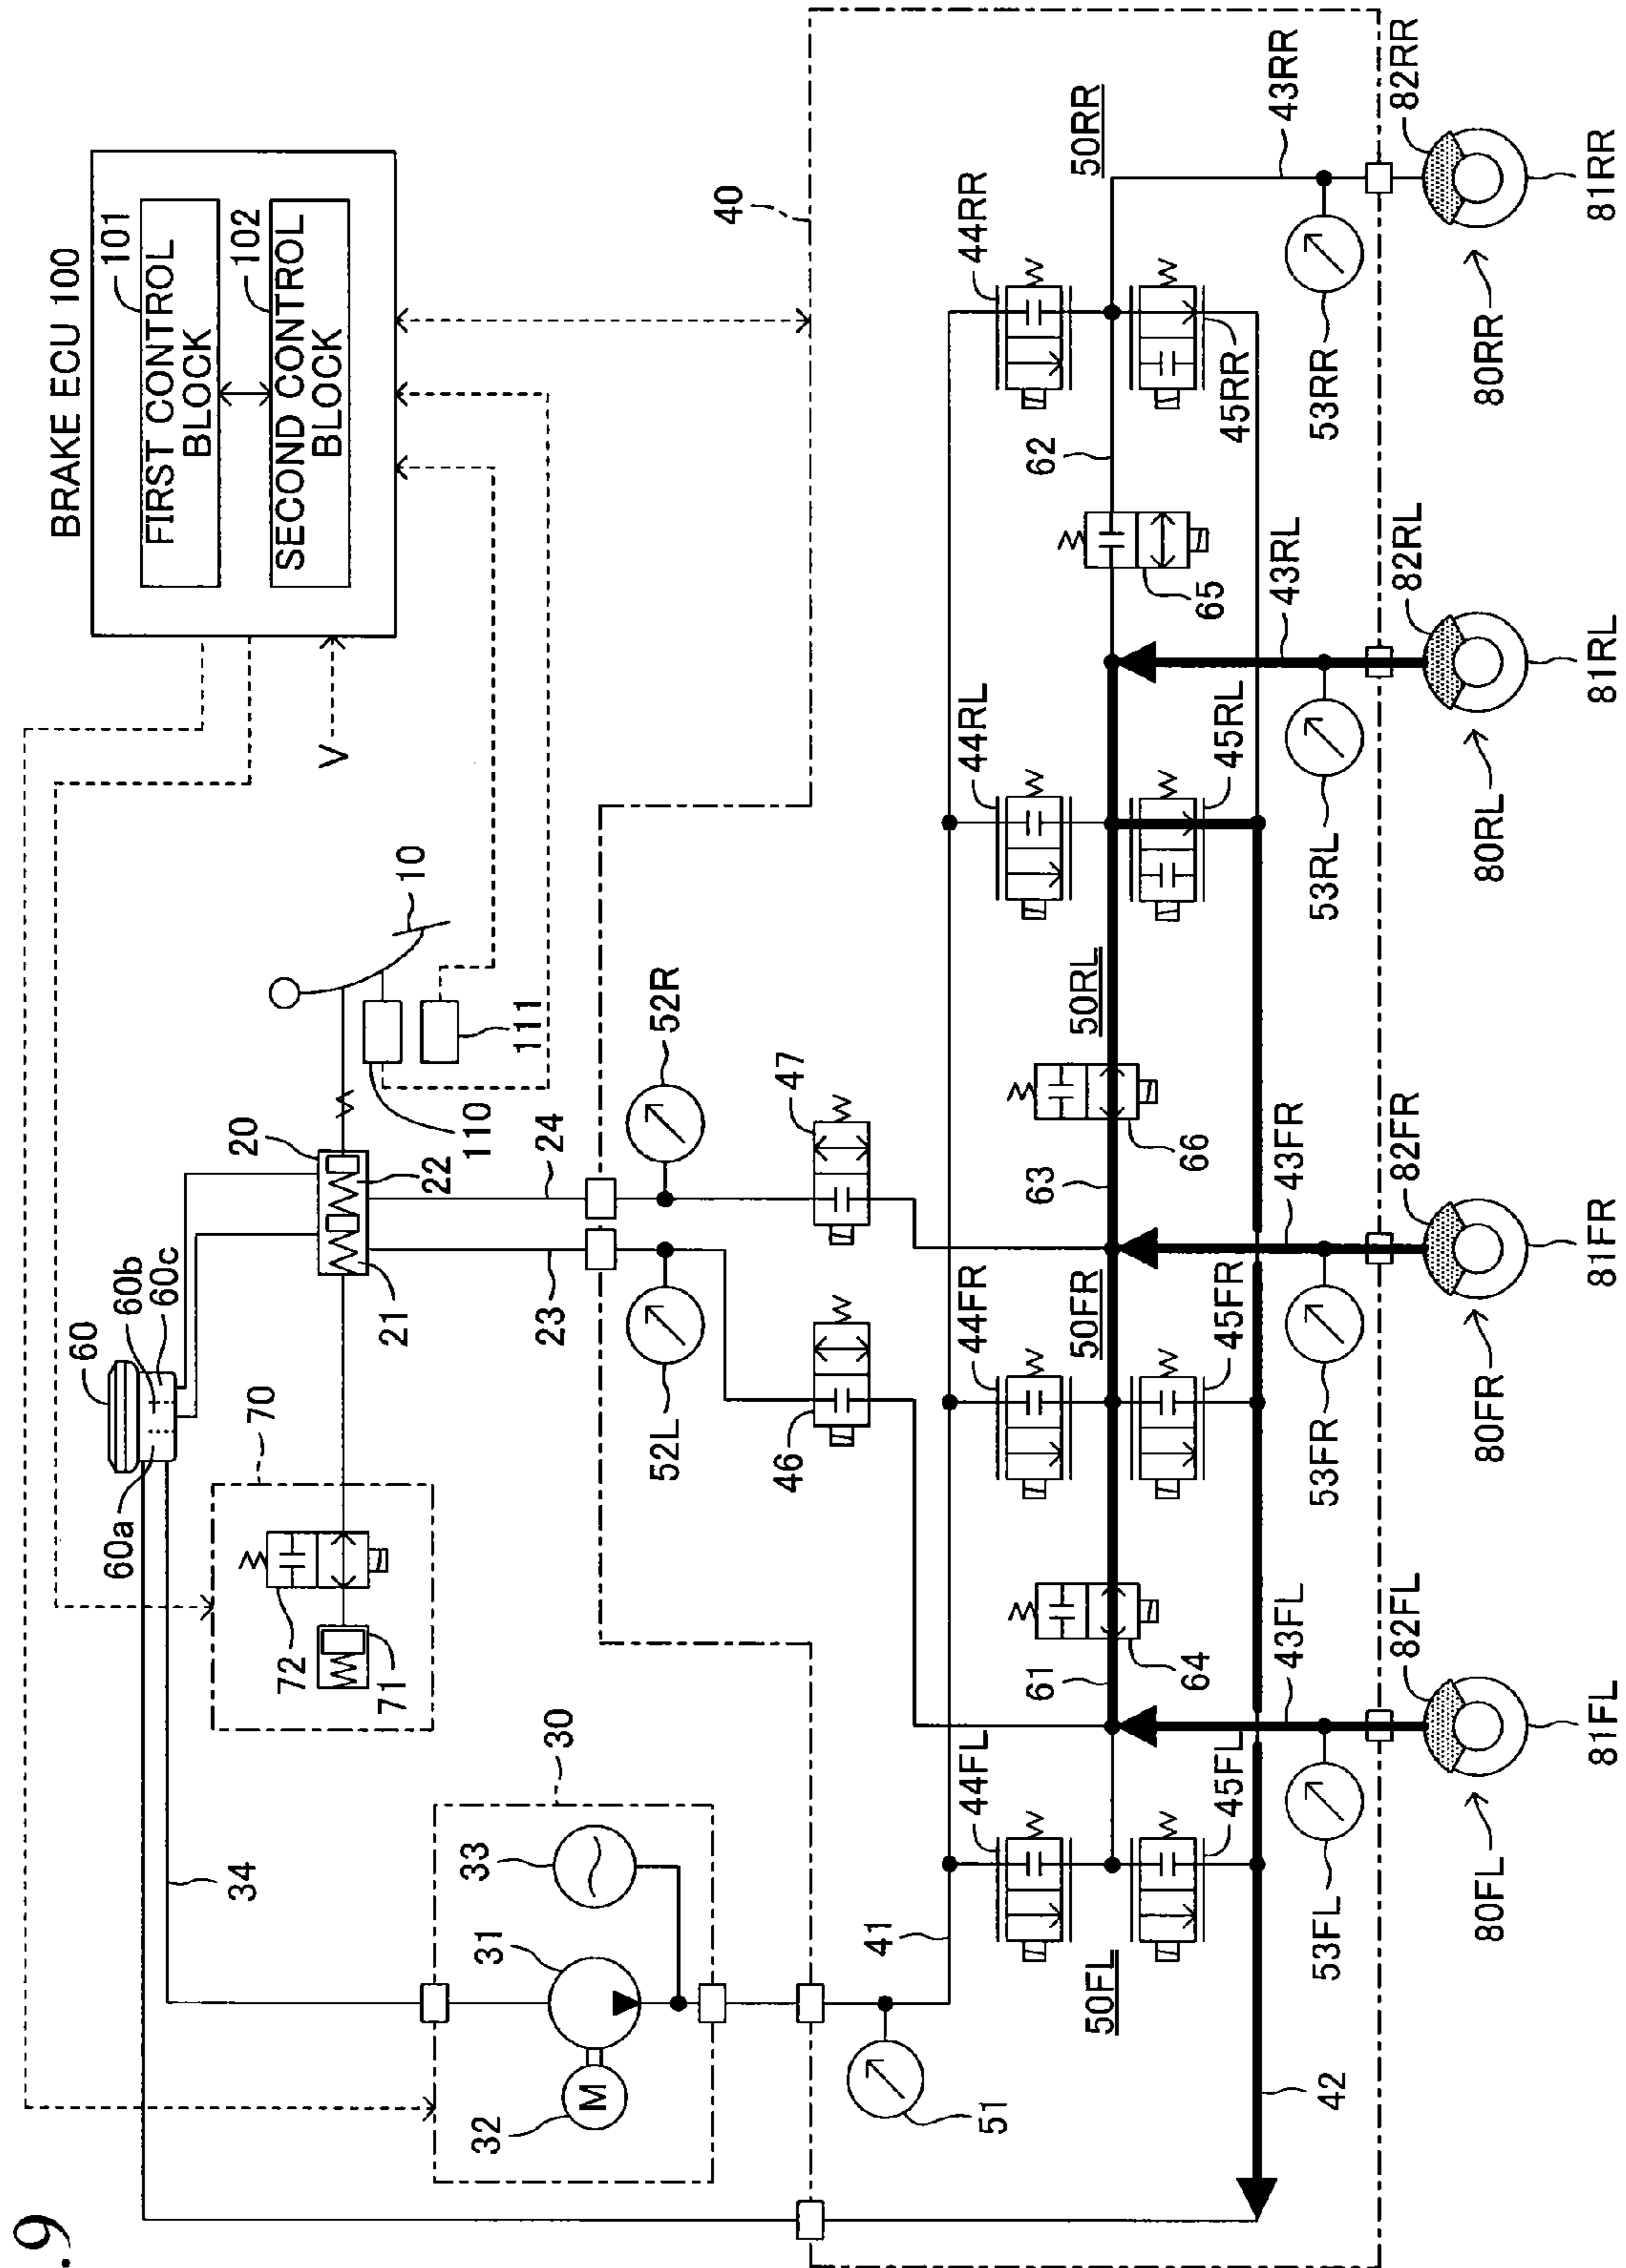 .9
BRAKE ECU 100
101
FIRST CONTROL
BLOCK
102
SECOND CONTROL
BLOCK
V
10
110
111
20
22
21
24
23
60
60b
60c
60a
70
72
71
34
30
33
31
32
M
40
52R
52L
47
46
41
51
42
44FL
45FL
50FL
61
64
43FL
53FL
80FL
82FL
81FL
44FR
45FR
50FR
63
66
43FR
53FR
80FR
82FR
81FR
44RL
45RL
50RL
62
65
43RL
53RL
80RL
82RL
81RL
44RR
45RR
50RR
43RR
53RR
80RR
82RR
81RR